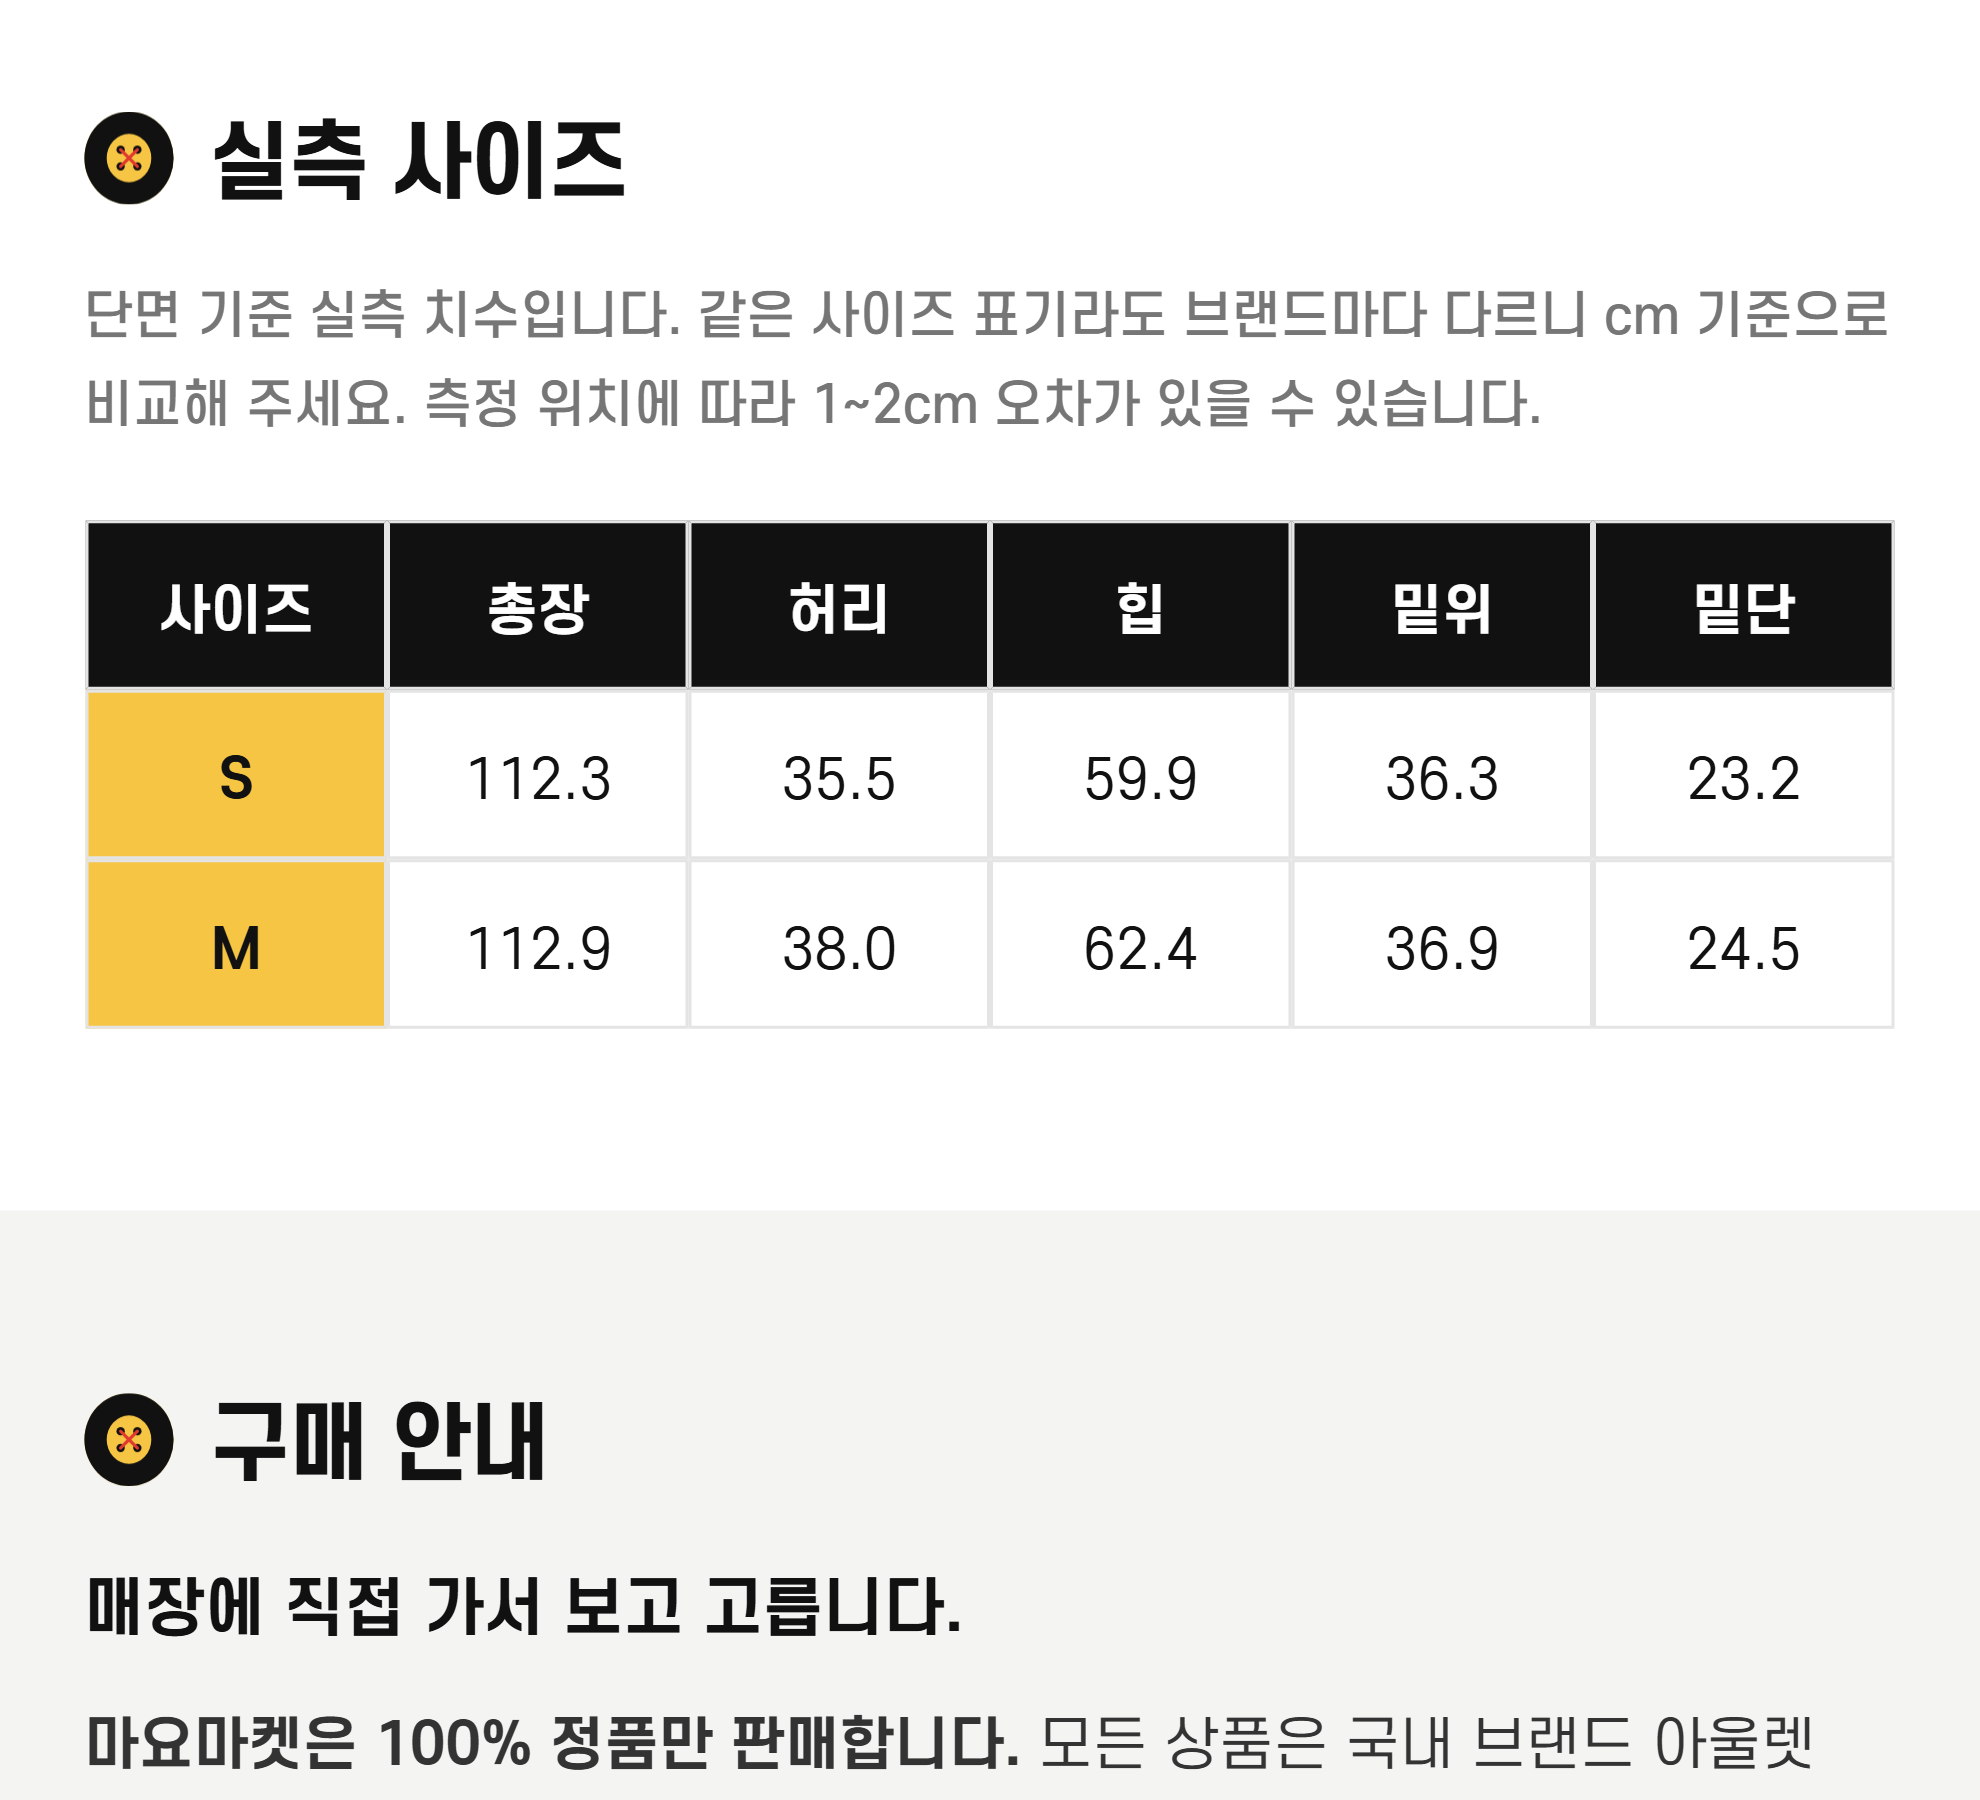 실측 사이즈
단면 기준 실측 치수입니다. 같은 사이즈 표기라도 브랜드마다 다르니 cm 기준으로
비교해 주세요. 측정 위치에 따라 1~2cm 오차가 있을 수 있습니다.
사이즈 총장 허리 힙 밑위 밑단
S 112.3 35.5 59.9 36.3 23.2
M 112.9 38.0 62.4 36.9 24.5
구매 안내
매장에 직접 가서 보고 고릅니다.
마요마켓은 100% 정품만 판매합니다. 모든 상품은 국내 브랜드 아울렛